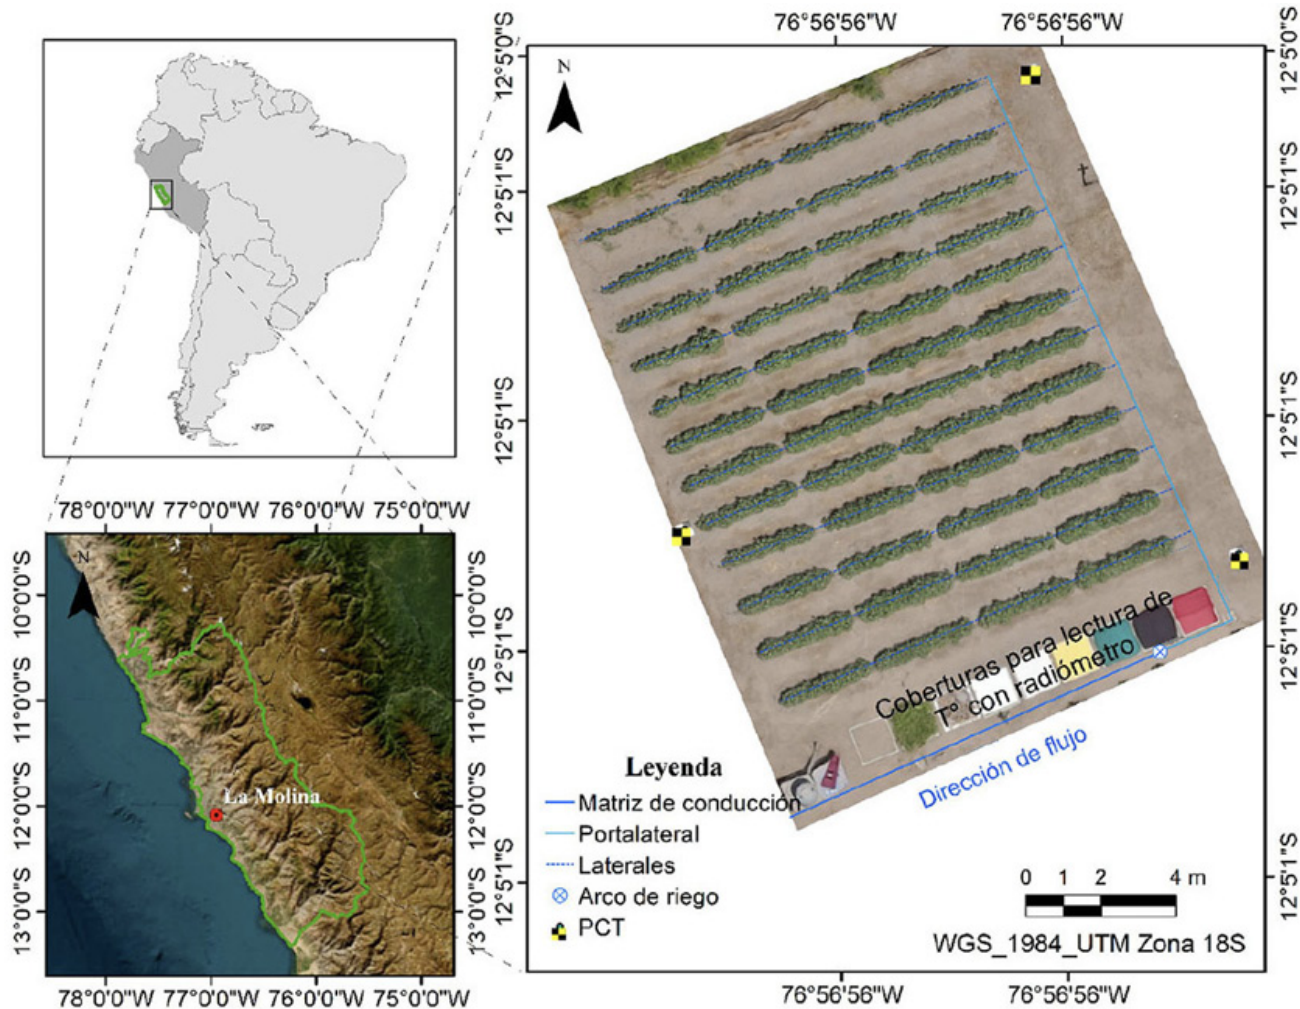 76°56'56"W
76°56'56"W
N
12°5'0"S
12°5'0"S
12°5'1"S
12°5'1"S
12°5'1"S
12°5'1"S
12°5'1"S
12°5'1"S
12°5'1"S
12°5'1"S
78°0'0"W
77°0'0"W
76°0'0"W
75°0'0"W
N
10°0'0"S
10°0'0"S
11°0'0"S
11°0'0"S
12°0'0"S
12°0'0"S
13°0'0"S
13°0'0"S
La Molina
78°0'0"W
77°0'0"W
76°0'0"W
75°0'0"W
Coberturas para lectura de
T° con radiómetro
Dirección de flujo
Leyenda
Matriz de conducción
Portalateral
Laterales
Arco de riego
PCT
0 1 2 4 m
WGS_1984_UTM Zona 18S
76°56'56"W
76°56'56"W